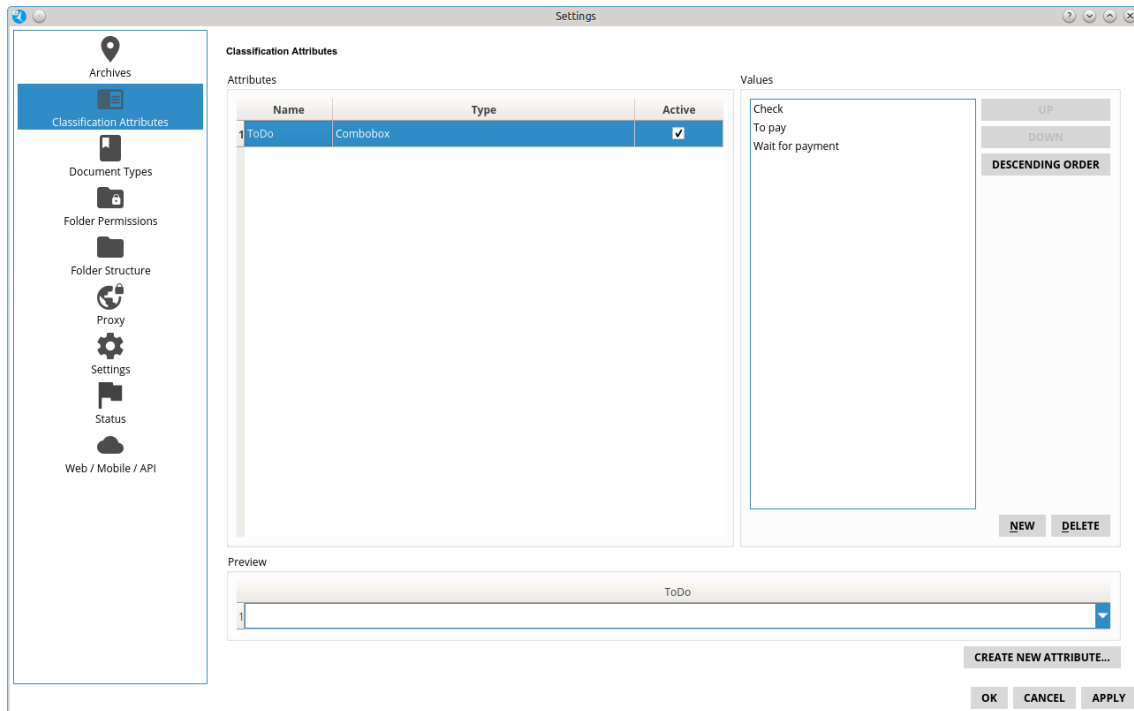 Settings
Archives
Classification Attributes
Document Types
Folder Permissions
Folder Structure
Proxy
Settings
Status
Web / Mobile / API
Classification Attributes
Attributes
Name Type Active
1 ToDo Combobox
Values
Check
To pay
Wait for payment
UP
DOWN
DESCENDING ORDER
NEW DELETE
Preview
ToDo
1
CREATE NEW ATTRIBUTE...
OK CANCEL APPLY